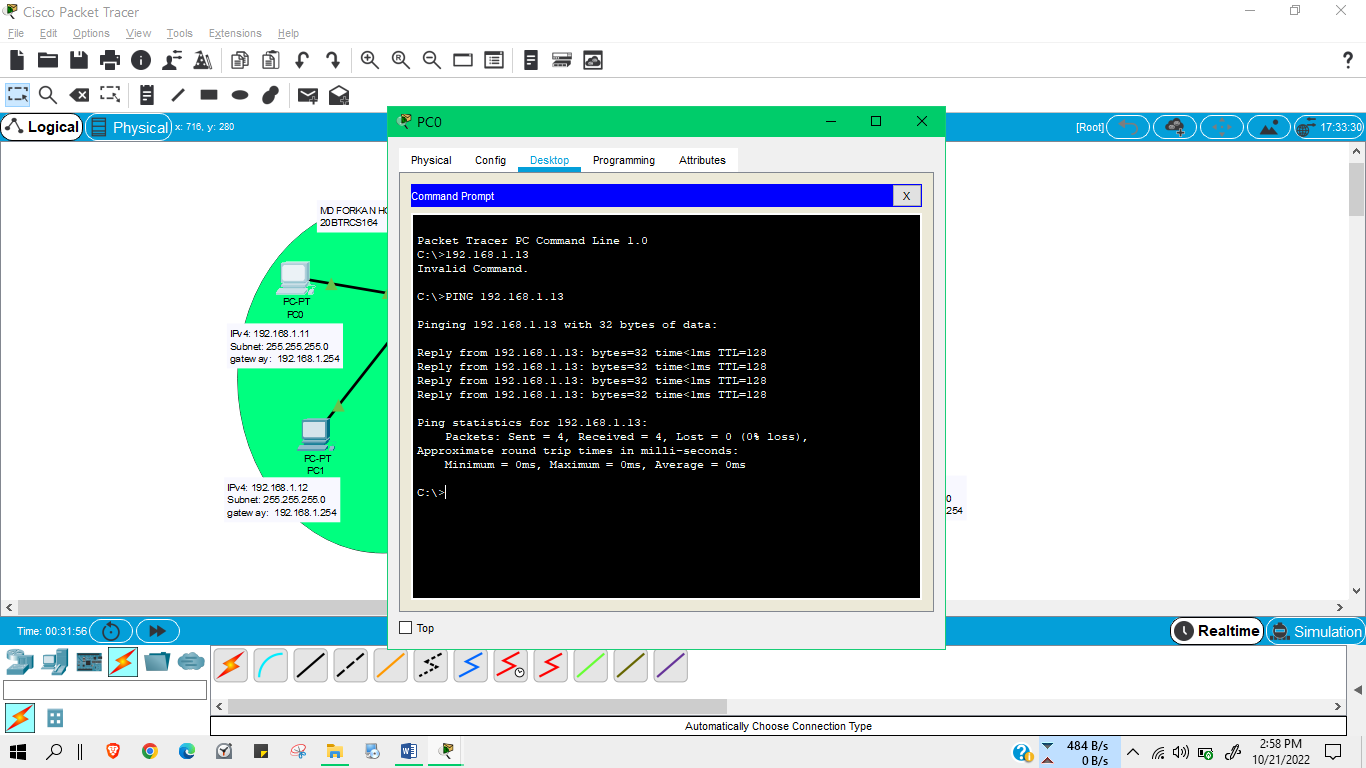 Cisco Packet Tracer
File Edit Options View Tools Extensions Help
Logical Physical x: 716, y: 280
[Root] 17:33:30
MD FORKAN HO
20BTRCS164
PC-PT
PC0
IPv4: 192.168.1.11
Subnet: 255.255.255.0
gateway: 192.168.1.254
PC-PT
PC1
IPv4: 192.168.1.12
Subnet: 255.255.255.0
gateway: 192.168.1.254
PC0
Physical Config Desktop Programming Attributes
Command Prompt X
Packet Tracer PC Command Line 1.0
C:\>192.168.1.13
Invalid Command.
C:\>PING 192.168.1.13
Pinging 192.168.1.13 with 32 bytes of data:
Reply from 192.168.1.13: bytes=32 time<1ms TTL=128
Reply from 192.168.1.13: bytes=32 time<1ms TTL=128
Reply from 192.168.1.13: bytes=32 time<1ms TTL=128
Reply from 192.168.1.13: bytes=32 time<1ms TTL=128
Ping statistics for 192.168.1.13:
Packets: Sent = 4, Received = 4, Lost = 0 (0% loss),
Approximate round trip times in milli-seconds:
Minimum = 0ms, Maximum = 0ms, Average = 0ms
C:\>
Top
0
254
Time: 00:31:56
Realtime Simulation
Automatically Choose Connection Type
484 B/s
0 B/s
2:58 PM
10/21/2022